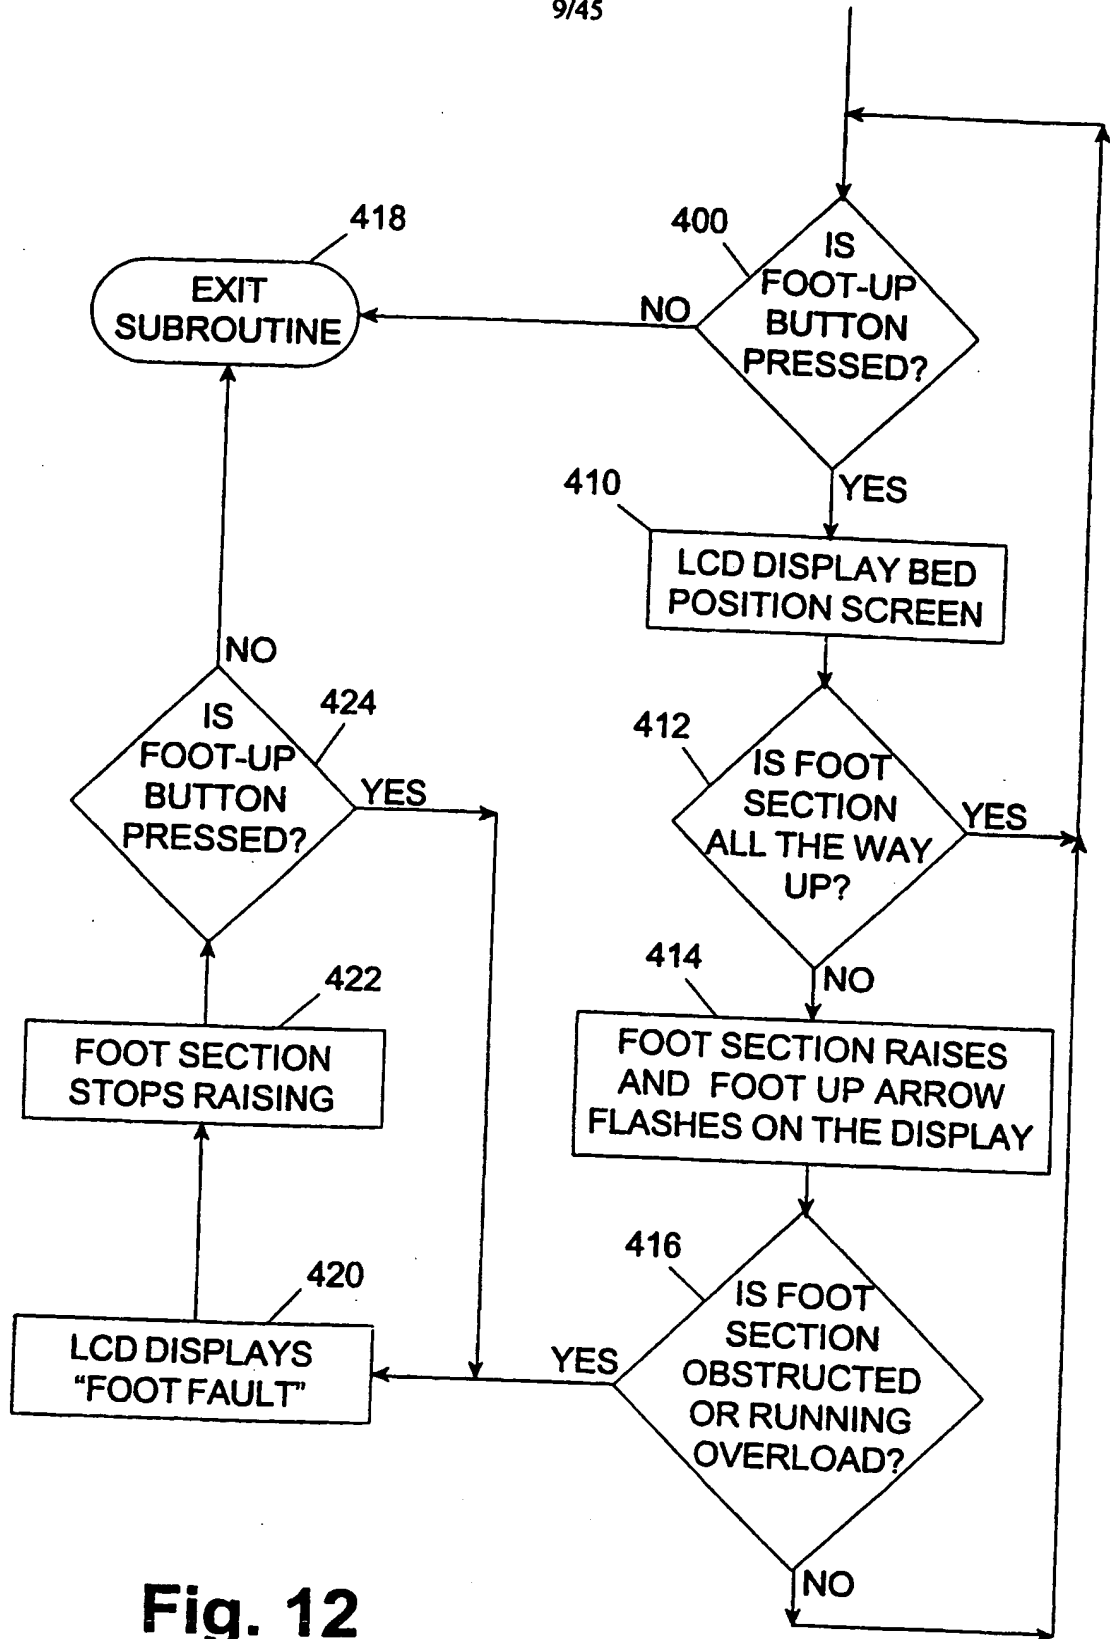 9/45
418
400
EXIT
SUBROUTINE
IS
FOOT-UP
BUTTON
PRESSED?
NO
YES
410
LCD DISPLAY BED
POSITION SCREEN
NO
424
IS
FOOT-UP
BUTTON
PRESSED?
YES
412
IS FOOT
SECTION
ALL THE WAY
UP?
YES
NO
414
FOOT SECTION RAISES
AND FOOT UP ARROW
FLASHES ON THE DISPLAY
422
FOOT SECTION
STOPS RAISING
416
IS FOOT
SECTION
OBSTRUCTED
OR RUNNING
OVERLOAD?
YES
NO
420
LCD DISPLAYS
"FOOT FAULT"
Fig. 12